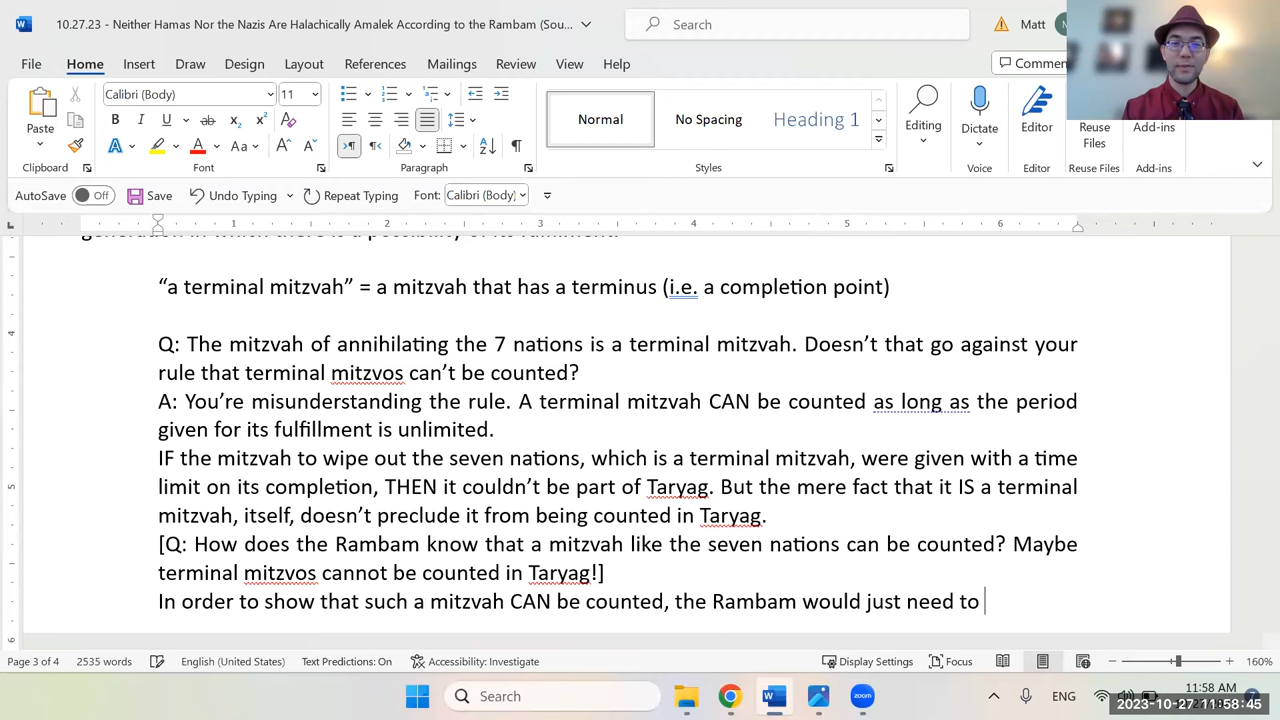 10.27.23 - Neither Hamas Nor the Nazis Are Halachically Amalek According to the Rambam (Sou...
Search
Matt
File Home Insert Draw Design Layout References Mailings Review View Help
Commen
Calibri (Body) 11
Normal No Spacing Heading 1
Paste
Editing Dictate Editor Reuse Files Add-ins
Clipboard Font Paragraph Styles Voice Editor Reuse Files Add-ins
AutoSave Off Save Undo Typing Repeat Typing Font: Calibri (Body)
1 2 3 4 5 6
“a terminal mitzvah” = a mitzvah that has a terminus (i.e. a completion point)
Q: The mitzvah of annihilating the 7 nations is a terminal mitzvah. Doesn’t that go against your
rule that terminal mitzvos can’t be counted?
A: You’re misunderstanding the rule. A terminal mitzvah CAN be counted as long as the period
given for its fulfillment is unlimited.
IF the mitzvah to wipe out the seven nations, which is a terminal mitzvah, were given with a time
limit on its completion, THEN it couldn’t be part of Taryag. But the mere fact that it IS a terminal
mitzvah, itself, doesn’t preclude it from being counted in Taryag.
[Q: How does the Rambam know that a mitzvah like the seven nations can be counted? Maybe
terminal mitzvos cannot be counted in Taryag!]
In order to show that such a mitzvah CAN be counted, the Rambam would just need to
Page 3 of 4 2535 words English (United States) Text Predictions: On Accessibility: Investigate Display Settings Focus 160%
Search
ENG
11:58 AM
2023-10-27 11:58:45